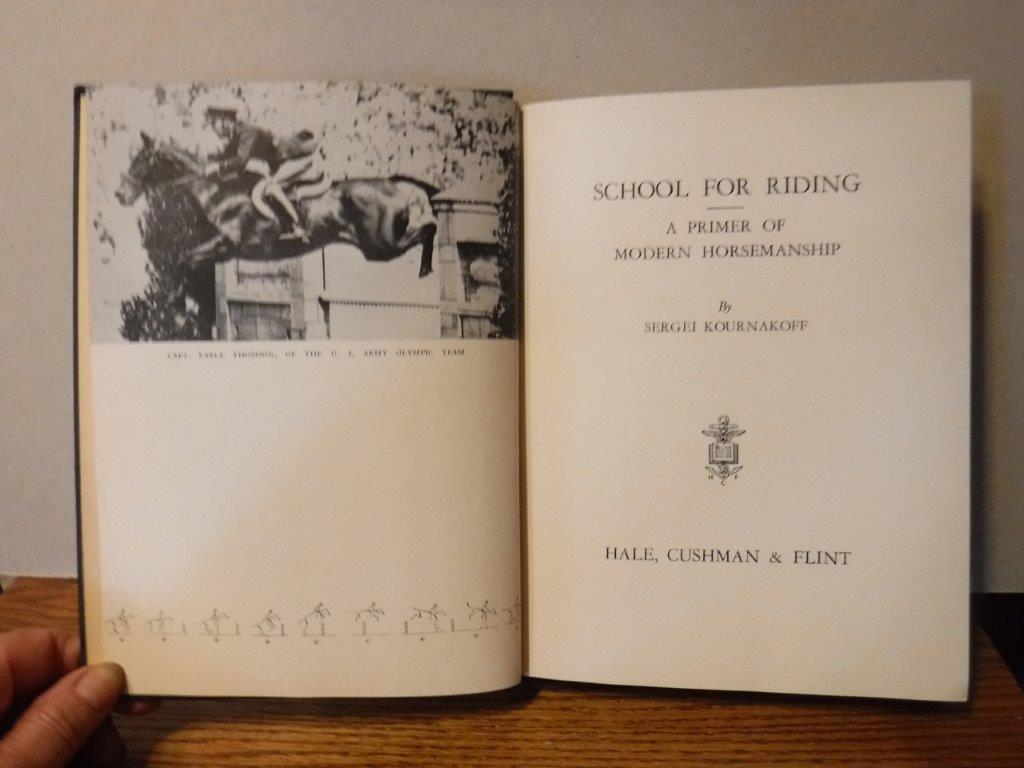 CAPT. EARLE THOMSON, OF THE U. S. ARMY OLYMPIC TEAM
SCHOOL FOR RIDING
A PRIMER OF
MODERN HORSEMANSHIP
By
SERGEI KOURNAKOFF
H F
C
HALE, CUSHMAN & FLINT